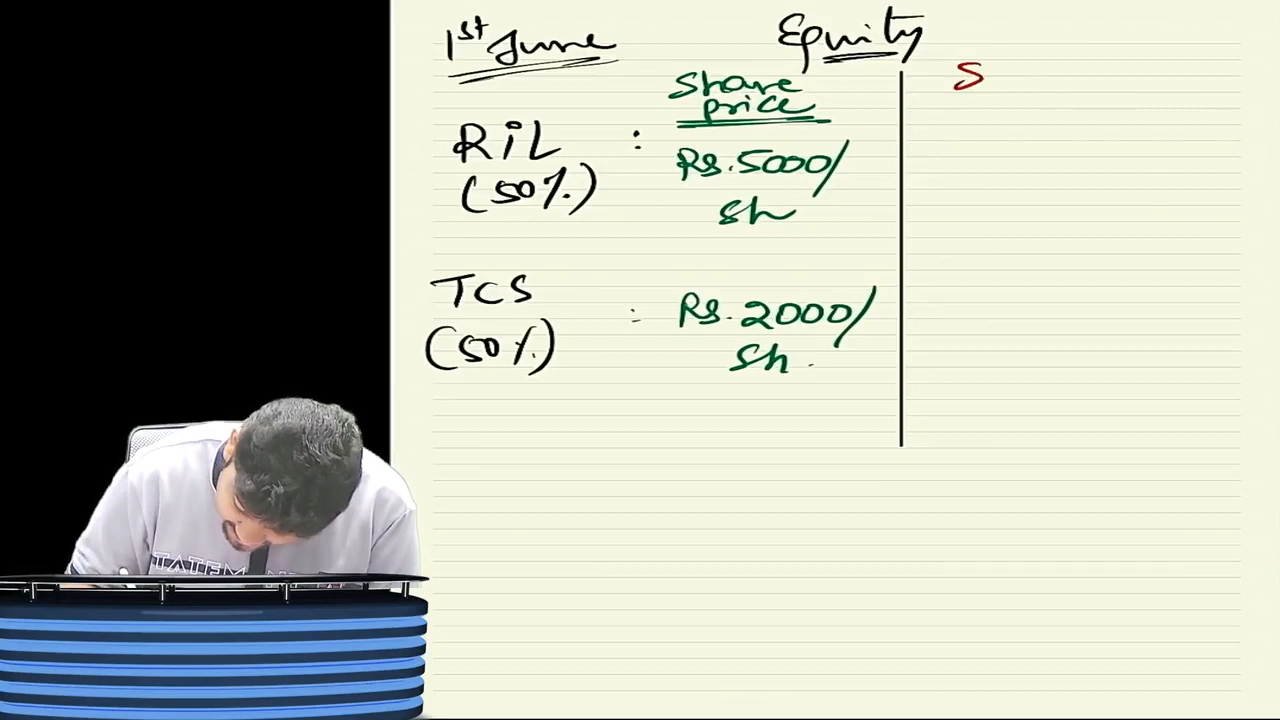 1st June
Equity
S
Share
price
RiL : Rs.5000/
(50%) sh
TCS : Rs.2000/
(50%) sh.